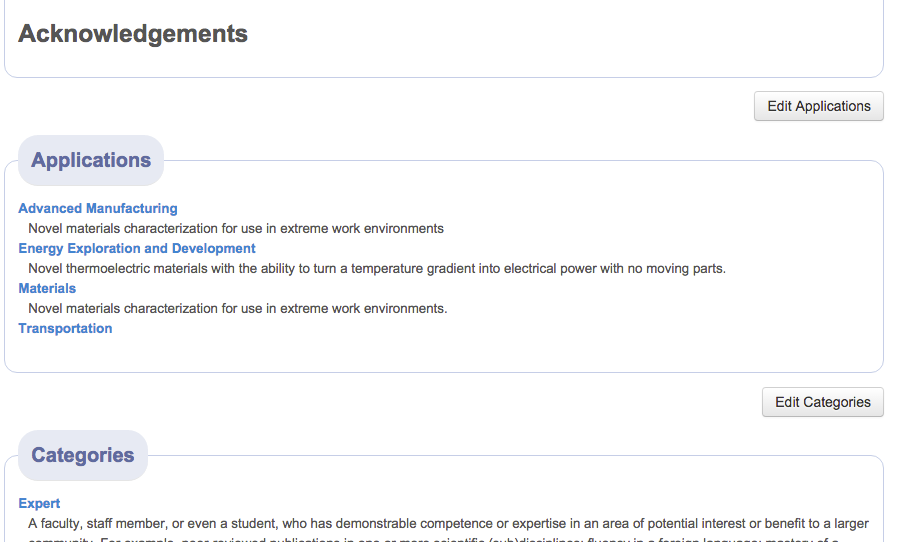 Acknowledgements
Edit Applications
Applications
Advanced Manufacturing
Novel materials characterization for use in extreme work environments
Energy Exploration and Development
Novel thermoelectric materials with the ability to turn a temperature gradient into electrical power with no moving parts.
Materials
Novel materials characterization for use in extreme work environments.
Transportation
Edit Categories
Categories
Expert
A faculty, staff member, or even a student, who has demonstrable competence or expertise in an area of potential interest or benefit to a larger
community. For example, peer reviewed publications in one or more scientific (sub)disciplines; fluency in a foreign language; mastery of a